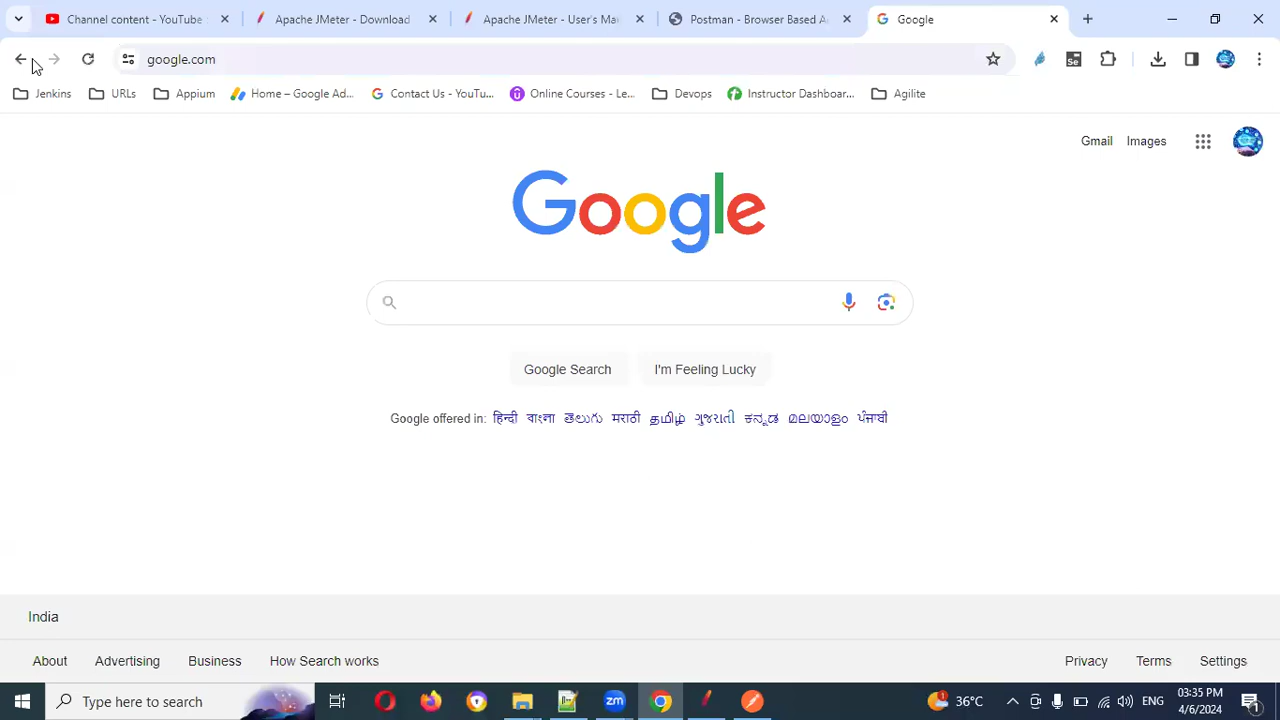 Channel content - YouTube
Apache JMeter - Download
Apache JMeter - User's Ma
Postman - Browser Based A
Google
google.com
Jenkins
URLs
Appium
Home – Google Ad...
Contact Us - YouTu...
Online Courses - Le...
Devops
Instructor Dashboar...
Agilite
Gmail
Images
Google
Google Search
I'm Feeling Lucky
Google offered in: हिन्दी বাংলা తెలుగు मराठी தமிழ் ગુજરાતી ಕನ್ನಡ മലയാളം ਪੰਜਾਬੀ
India
About
Advertising
Business
How Search works
Privacy
Terms
Settings
Type here to search
36°C
ENG
03:35 PM
4/6/2024